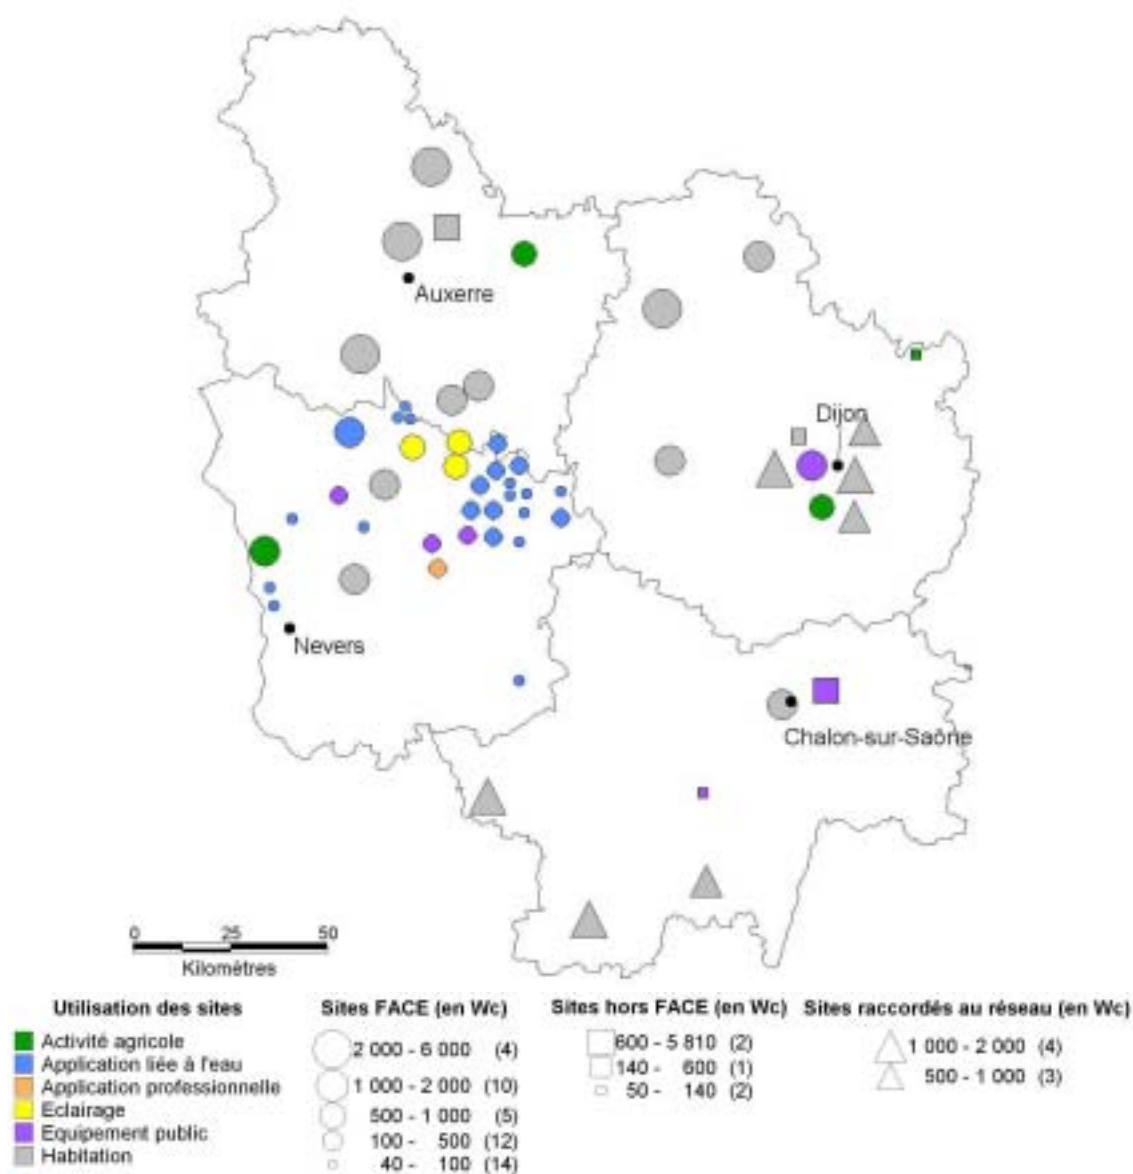 Auxerre
Dijon
Nevers
Chalon-sur-Saône
0 25 50
Kilomètres
Utilisation des sites
Activité agricole
Application liée à l'eau
Application professionnelle
Eclairage
Equipement public
Habitation
Sites FACE (en Wc)
2 000 - 6 000 (4)
1 000 - 2 000 (10)
500 - 1 000 (5)
100 - 500 (12)
40 - 100 (14)
Sites hors FACE (en Wc)
600 - 5 810 (2)
140 - 600 (1)
50 - 140 (2)
Sites raccordés au réseau (en Wc)
1 000 - 2 000 (4)
500 - 1 000 (3)